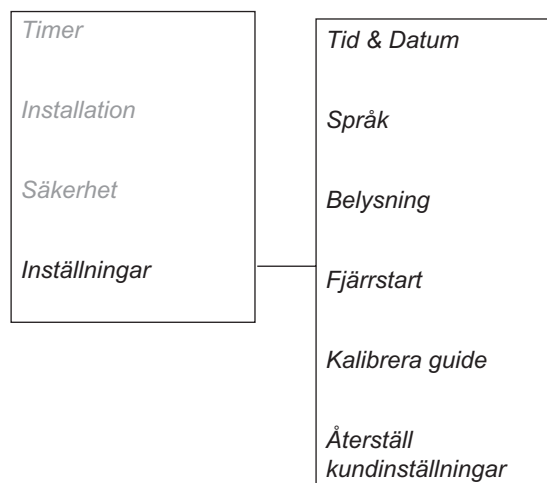 Timer
Installation
Säkerhet
Inställningar
Tid & Datum
Språk
Belysning
Fjärrstart
Kalibrera guide
Återställ
kundinställningar